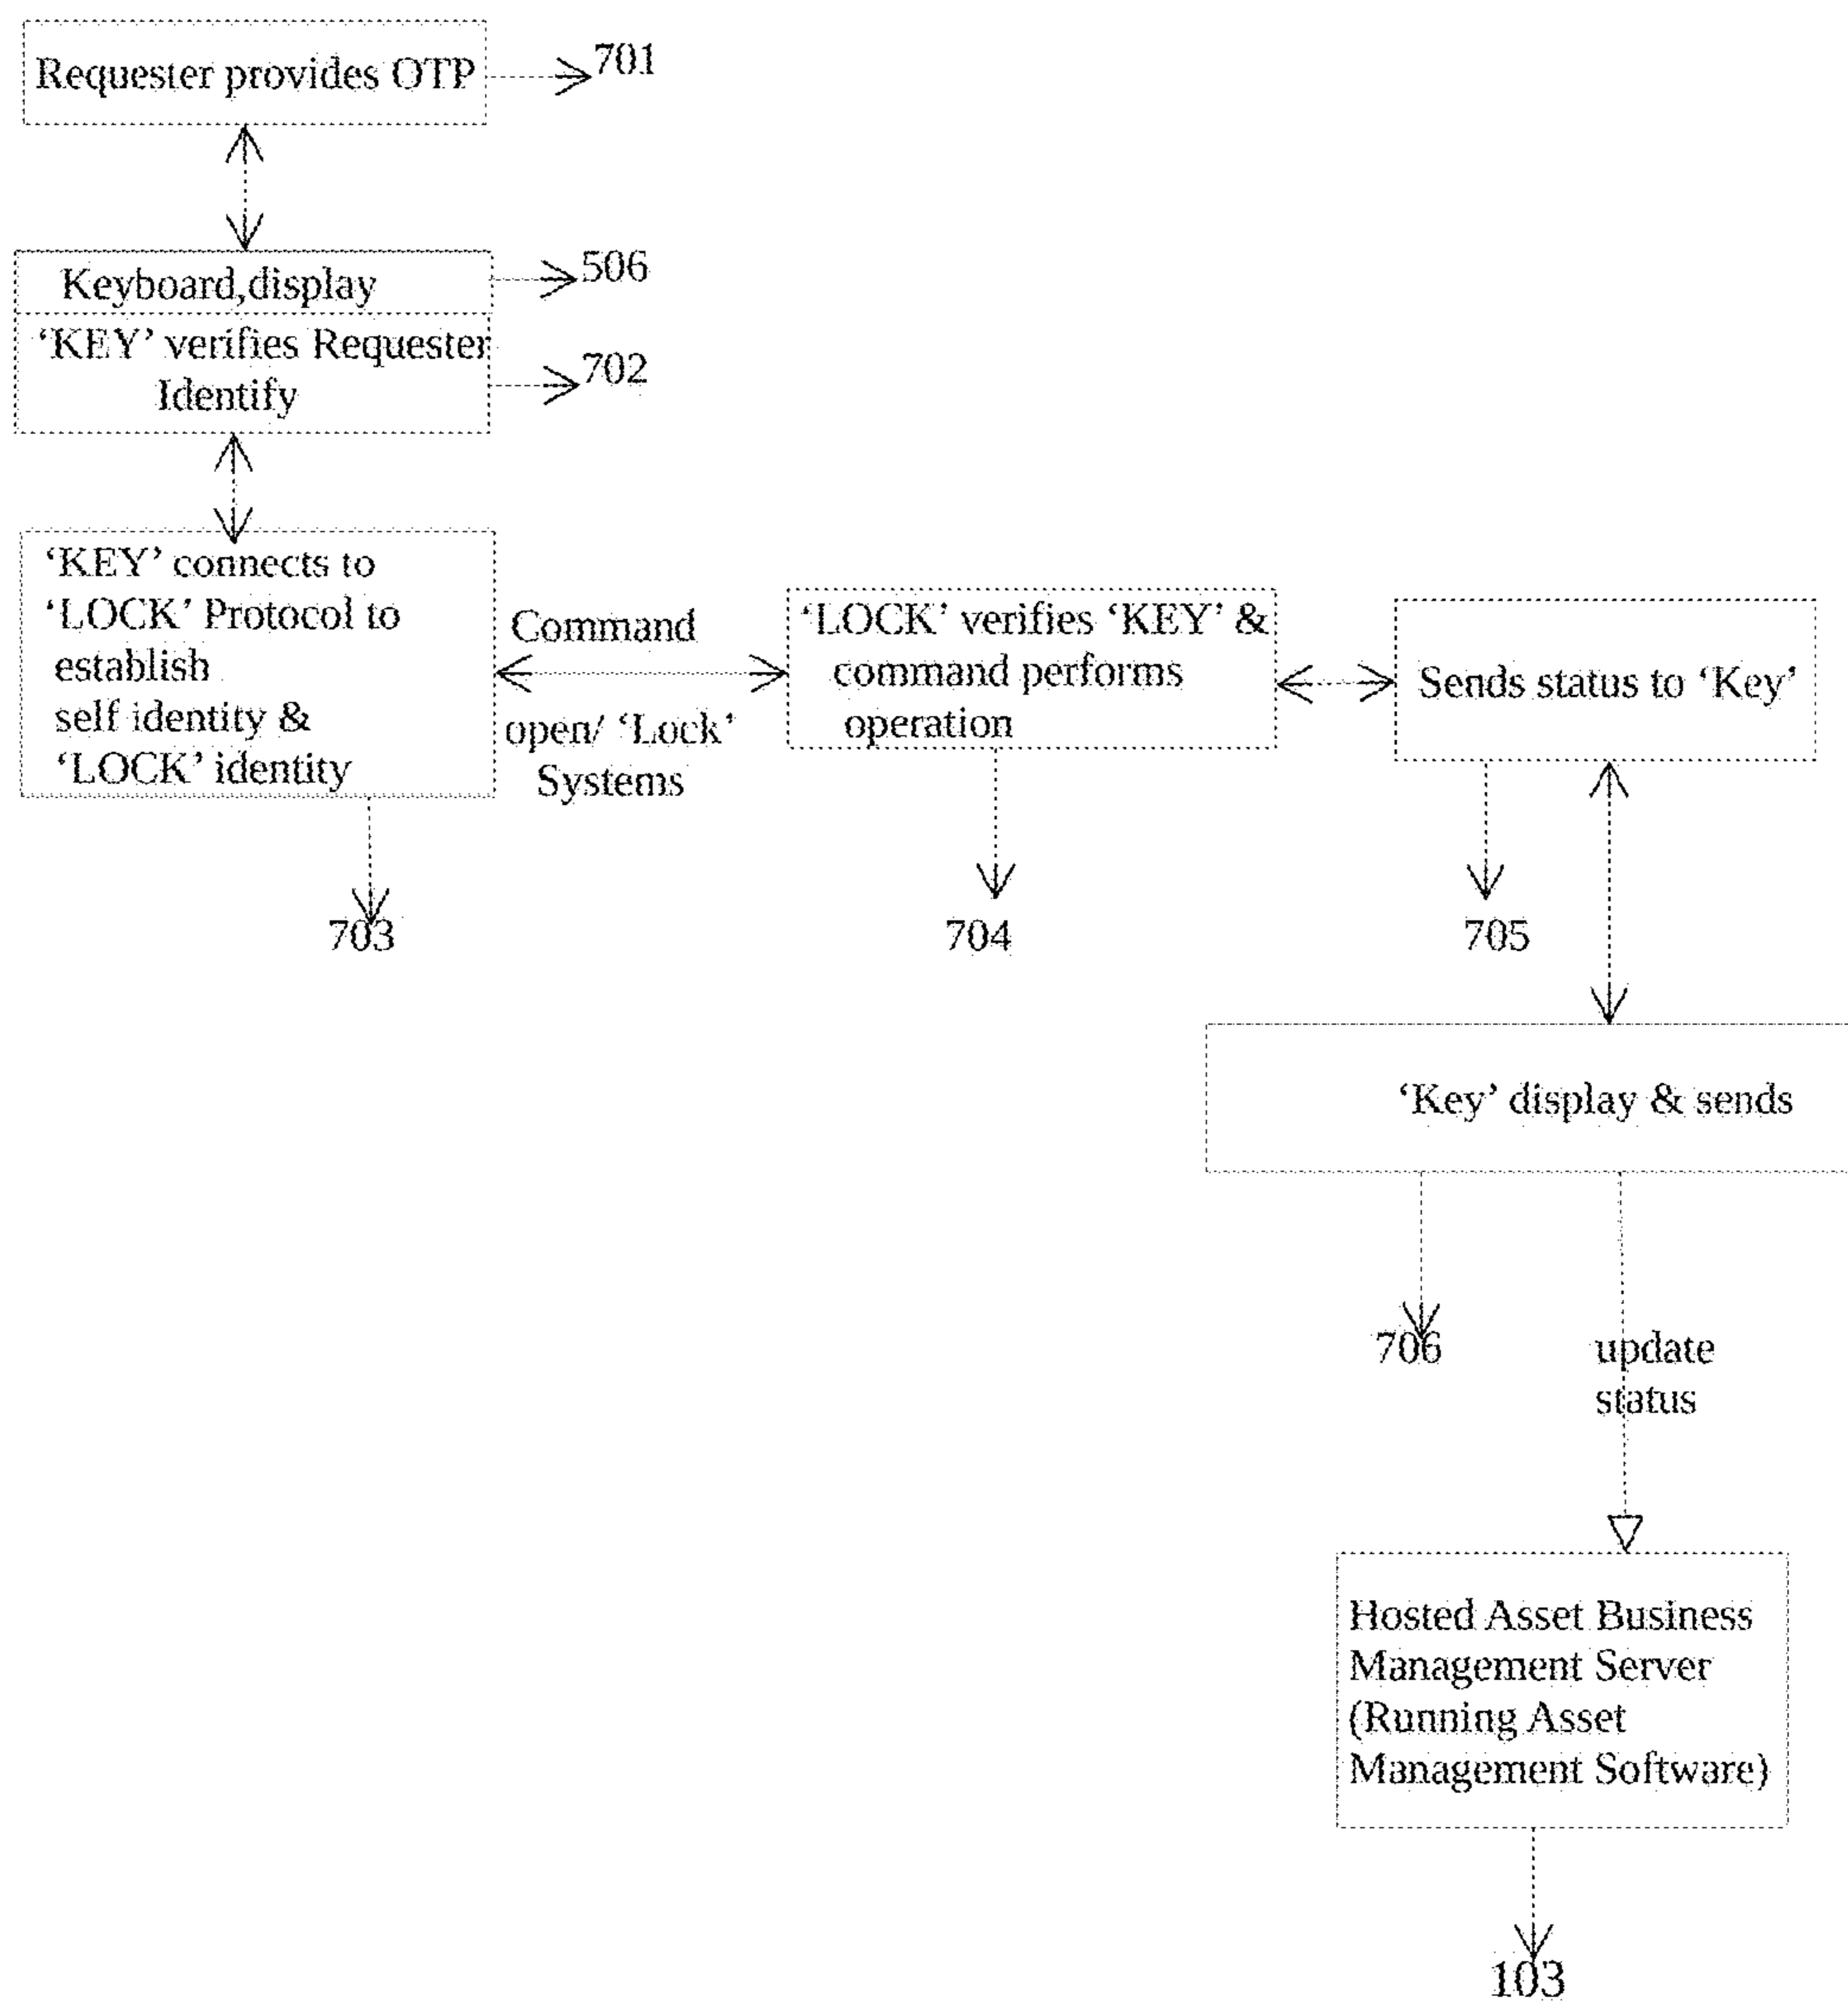 Requester provides OTP
701
Keyboard,display
506
‘KEY’ verifies Requester
Identify
702
‘KEY’ connects to
‘LOCK’ Protocol to
establish
self identity &
‘LOCK’ identity
703
Command
open/ ‘Lock’
Systems
‘LOCK’ verifies ‘KEY’ &
command performs
operation
704
Sends status to ‘Key’
705
‘Key’ display & sends
706
update
status
Hosted Asset Business
Management Server
(Running Asset
Management Software)
103